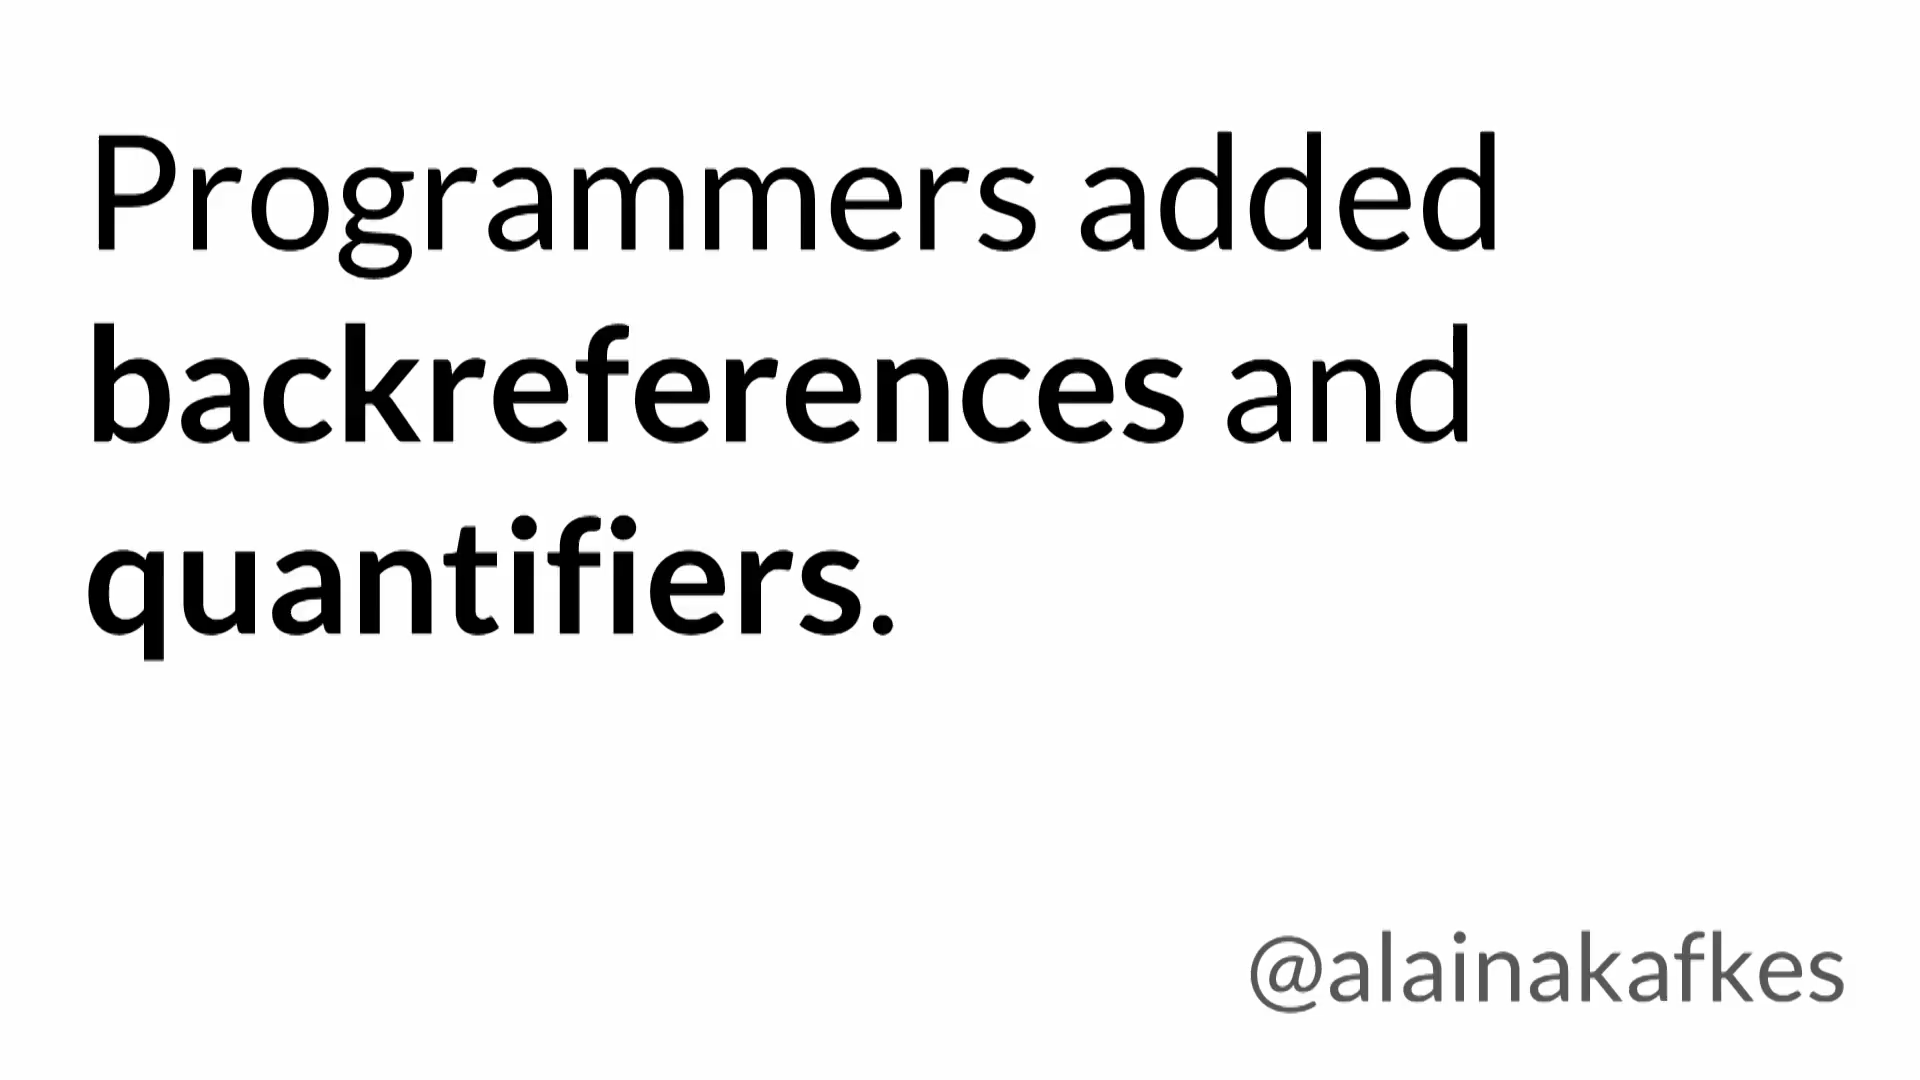 Programmers added
backreferences and
quantifiers.
@alainakafkes